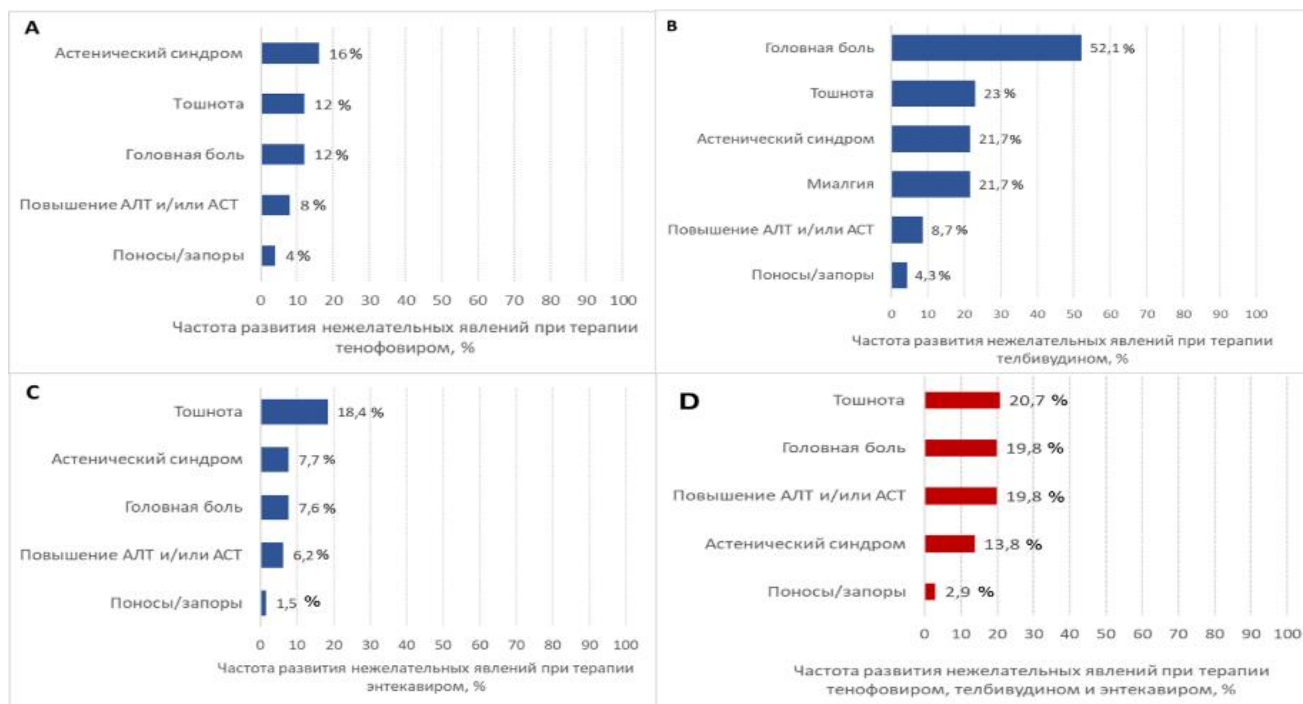 A
Астенический синдром 16 %
Тошнота 12 %
Головная боль 12 %
Повышение АЛТ и/или АСТ 8 %
Поносы/запоры 4 %
0 10 20 30 40 50 60 70 80 90 100
Частота развития нежелательных явлений при терапии
тенофовиром, %
B
Головная боль 52,1 %
Тошнота 23 %
Астенический синдром 21,7 %
Миалгия 21,7 %
Повышение АЛТ и/или АСТ 8,7 %
Поносы/запоры 4,3 %
0 10 20 30 40 50 60 70 80 90 100
Частота развития нежелательных явлений при терапии
телбивудином, %
C
Тошнота 18,4 %
Астенический синдром 7,7 %
Головная боль 7,6 %
Повышение АЛТ и/или АСТ 6,2 %
Поносы/запоры 1,5 %
0 10 20 30 40 50 60 70 80 90 100
Частота развития нежелательных явлений при терапии
энтекавиром, %
D
Тошнота 20,7 %
Головная боль 19,8 %
Повышение АЛТ и/или АСТ 19,8 %
Астенический синдром 13,8 %
Поносы/запоры 2,9 %
0 10 20 30 40 50 60 70 80 90 100
Частота развития нежелательных явлений при терапии
тенофовиром, телбивудином и энтекавиром, %